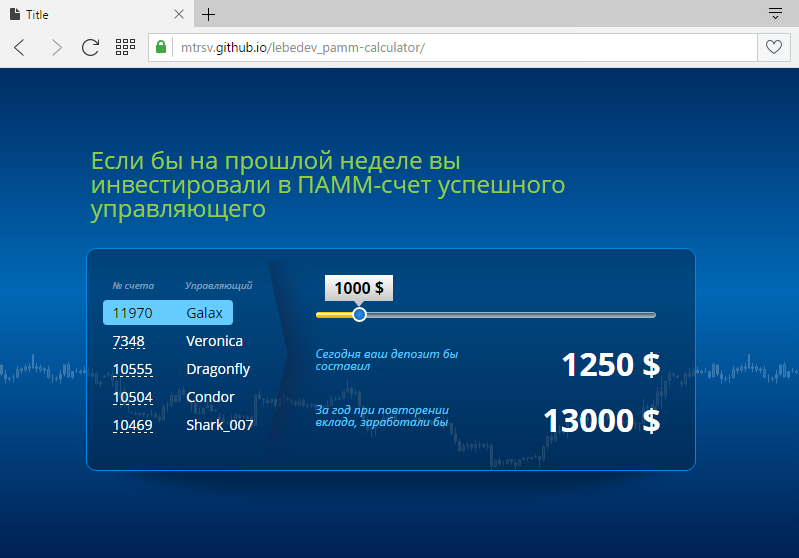 Title
mtrsv.github.io/lebedev_pamm-calculator/
Если бы на прошлой неделе вы
инвестировали в ПАММ-счет успешного
управляющего
№ счета Управляющий
11970 Galax
7348 Veronica
10555 Dragonfly
10504 Condor
10469 Shark_007
1000 $
Сегодня ваш депозит бы
составил
1250 $
За год при повторении
вклада, заработали бы
13000 $